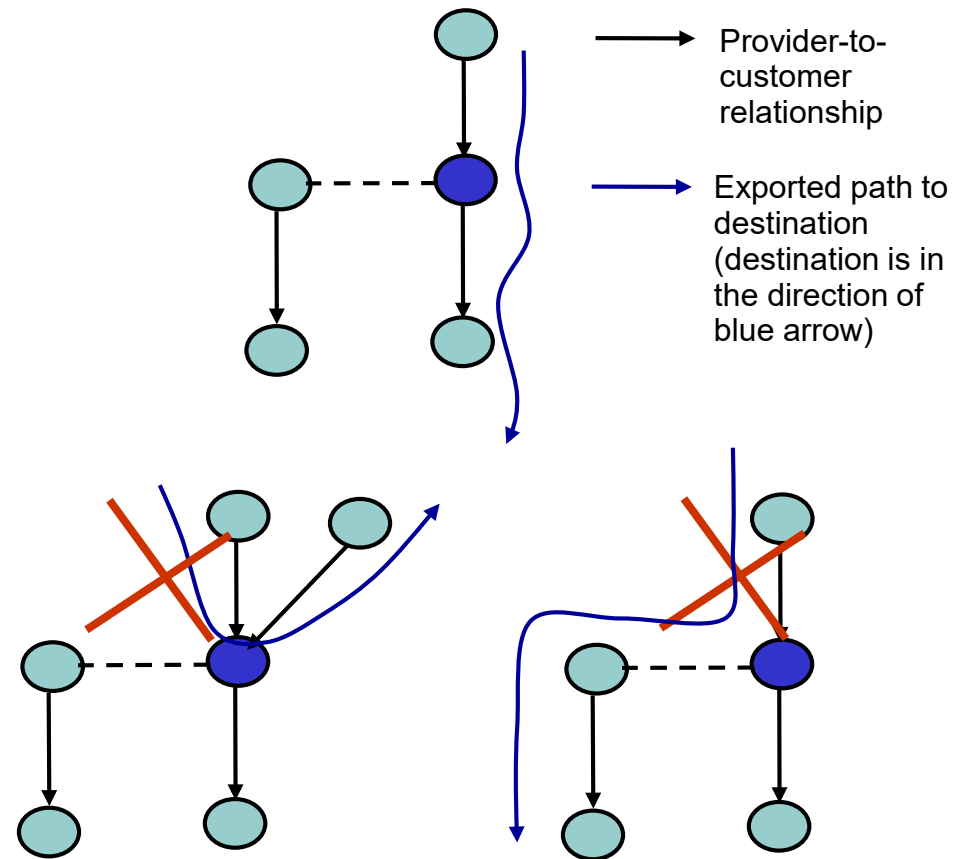 Provider-to-
customer
relationship
Exported path to
destination
(destination is in
the direction of
blue arrow)